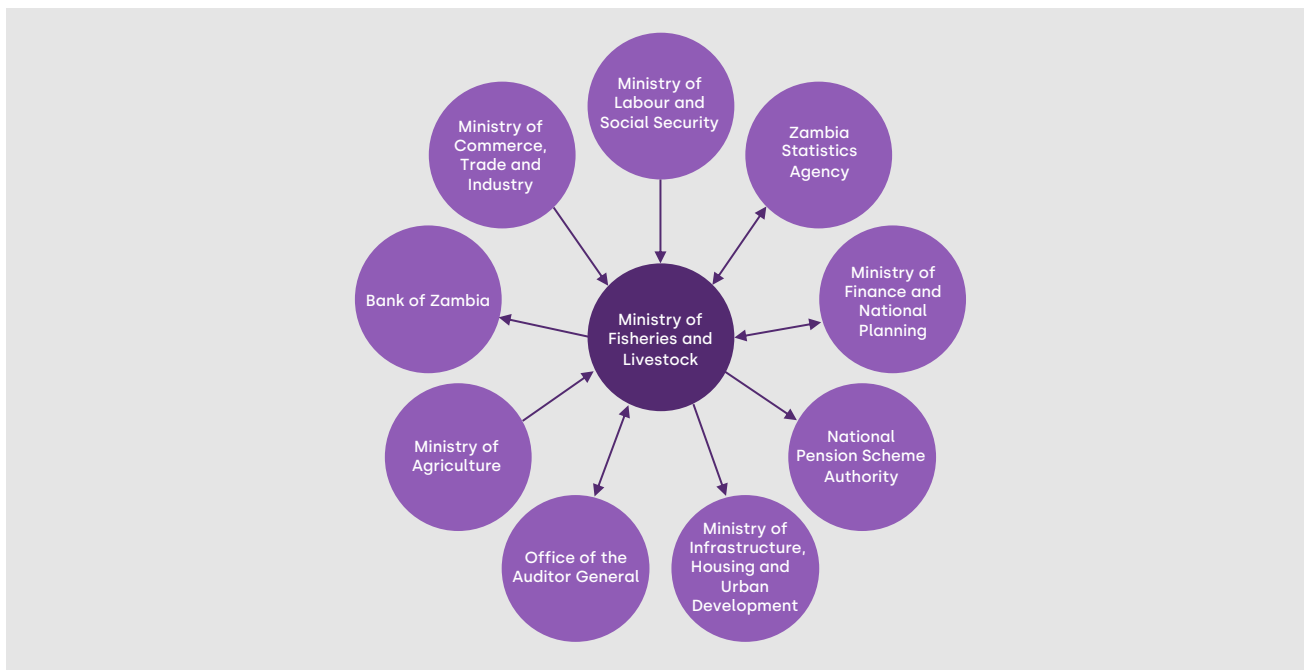 Ministry of
Labour and
Social Security
Zambia
Statistics
Agency
Ministry of
Finance and
National
Planning
National
Pension Scheme
Authority
Ministry of
Infrastructure,
Housing and
Urban
Development
Office of the
Auditor General
Ministry of
Agriculture
Bank of Zambia
Ministry of
Commerce,
Trade and
Industry
Ministry of
Fisheries and
Livestock